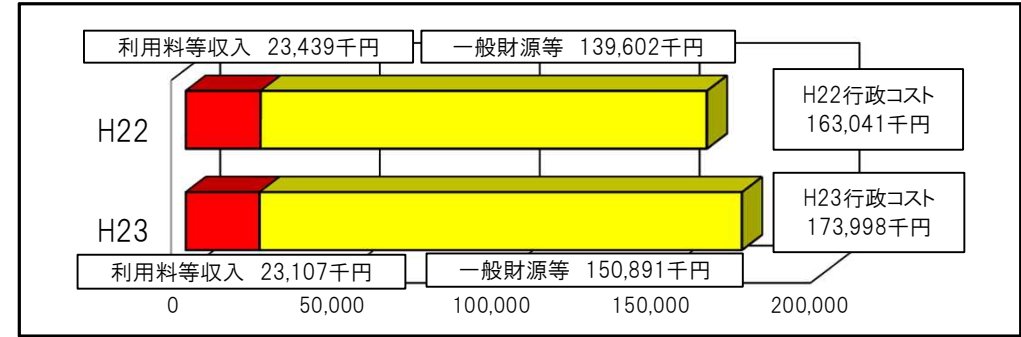 利用料等収入 23,439千円
一般財源等 139,602千円
H22
H22行政コスト
163,041千円
H23
H23行政コスト
173,998千円
利用料等収入 23,107千円
一般財源等 150,891千円
0 50,000 100,000 150,000 200,000